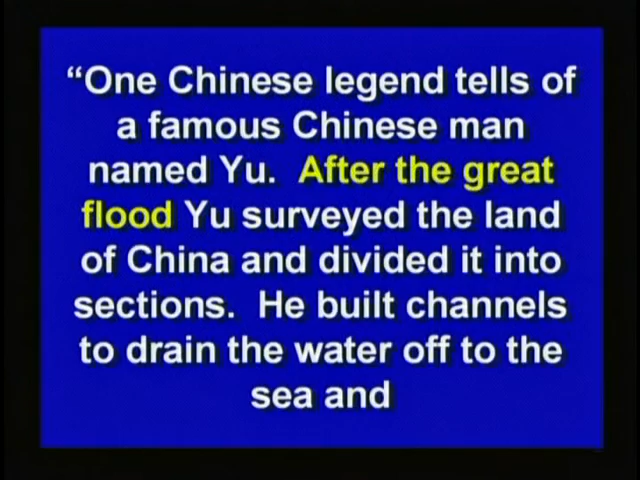 “One Chinese legend tells of
a famous Chinese man
named Yu.  After the great
flood Yu surveyed the land
of China and divided it into
sections.  He built channels
to drain the water off to the
sea and